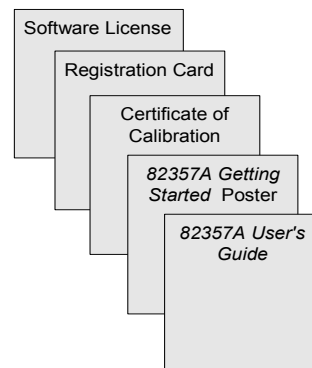 Software License
Registration Card
Certificate of
Calibration
82357A Getting
Started Poster
82357A User's
Guide